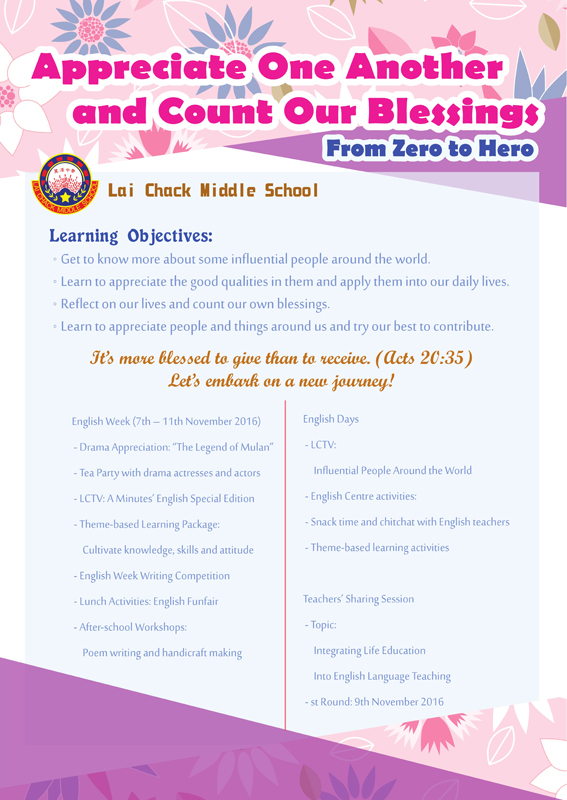 Appreciate One Another
and Count Our Blessings
From Zero to Hero
LAI CHACK MIDDLE SCHOOL
Lai Chack Middle School
Learning Objectives:
◦ Get to know more about some influential people around the world.
◦ Learn to appreciate the good qualities in them and apply them into our daily lives.
◦ Reflect on our lives and count our own blessings.
◦ Learn to appreciate people and things around us and try our best to contribute.
It's more blessed to give than to receive. (Acts 20:35)
Let's embark on a new journey!
English Week (7th – 11th November 2016)
- Drama Appreciation: “The Legend of Mulan”
- Tea Party with drama actresses and actors
- LCTV: A Minutes’ English Special Edition
- Theme-based Learning Package:
Cultivate knowledge, skills and attitude
- English Week Writing Competition
- Lunch Activities: English Funfair
- After-school Workshops:
Poem writing and handicraft making
English Days
- LCTV:
Influential People Around the World
- English Centre activities:
- Snack time and chitchat with English teachers
- Theme-based learning activities
Teachers’ Sharing Session
- Topic:
Integrating Life Education
Into English Language Teaching
- st Round: 9th November 2016